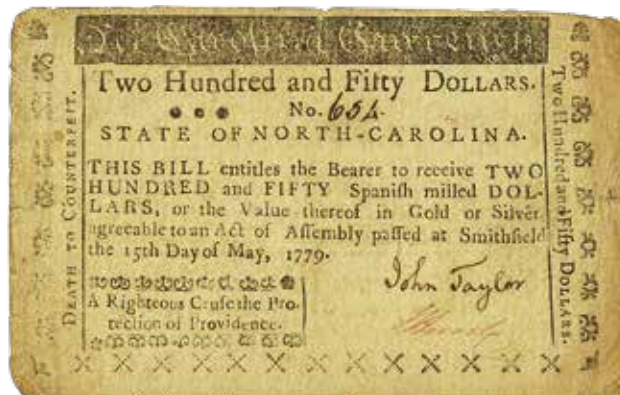 No. Carolina Currency.
Two Hundred and Fifty DOLLARS.
No. 654.
STATE OF NORTH-CAROLINA.
THIS BILL entitles the Bearer to receive TWO
HUNDRED and FIFTY Spaniſh milled DOL-
LARS, or the Value thereof in Gold or Silver
agreeable to an Act of Aſſembly paſſed at Smithfield
the 15th Day of May, 1779.
A Righteous Cauſe the Pro-
tection of Providence.
John Taylor
DEATH TO COUNTERFEIT.
Two Hundred and Fifty DOLLARS.